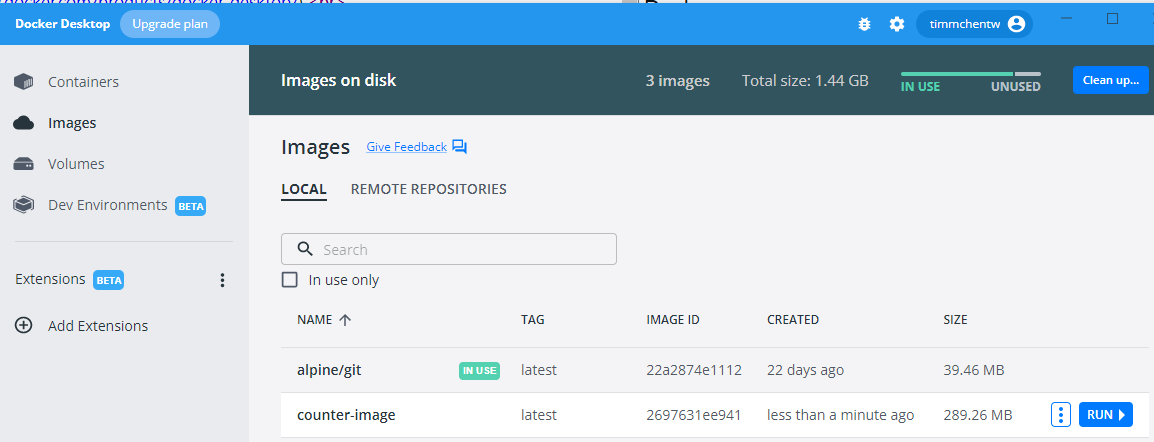 Docker Desktop Upgrade plan timmchentw
Containers
Images
Volumes
Dev Environments BETA
Extensions BETA
Add Extensions
Images on disk 3 images Total size: 1.44 GB IN USE UNUSED Clean up...
Images Give Feedback
LOCAL REMOTE REPOSITORIES
Search
In use only
NAME TAG IMAGE ID CREATED SIZE
alpine/git IN USE latest 22a2874e1112 22 days ago 39.46 MB
counter-image latest 2697631ee941 less than a minute ago 289.26 MB RUN